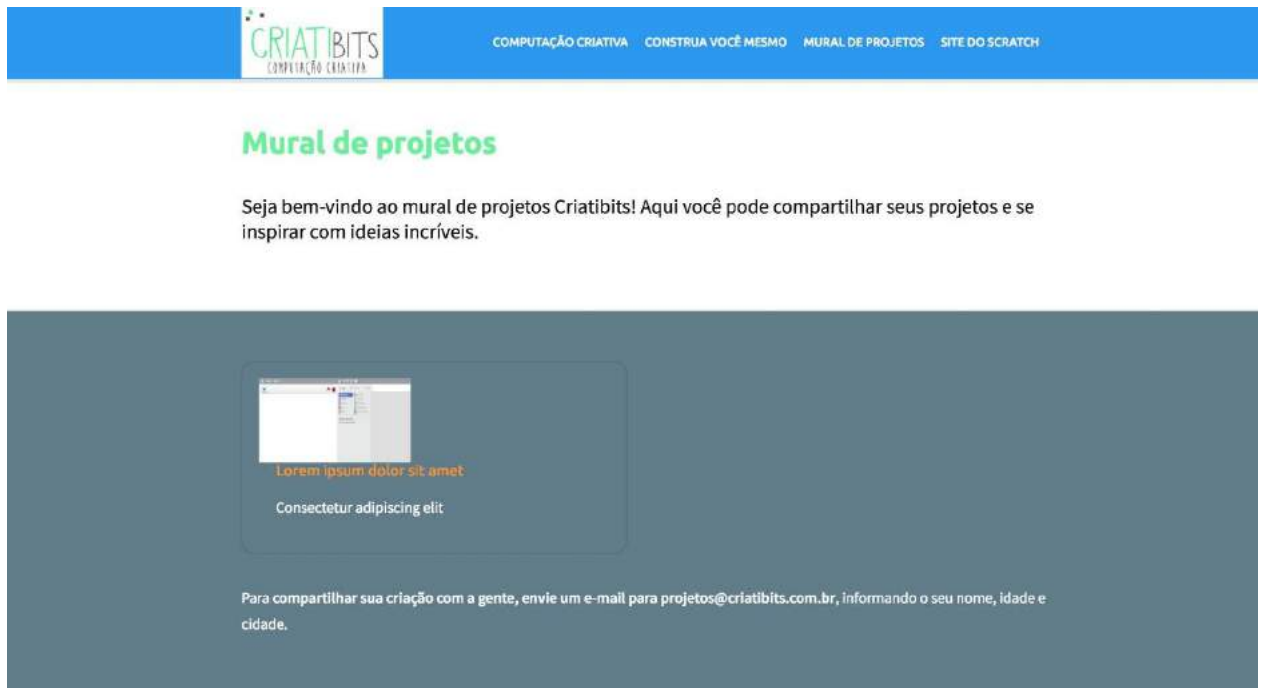 CRIATIBITS
COMPUTAÇÃO CRIATIVA
COMPUTAÇÃO CRIATIVA CONSTRUA VOCÊ MESMO MURAL DE PROJETOS SITE DO SCRATCH
Mural de projetos
Seja bem-vindo ao mural de projetos Criatibits! Aqui você pode compartilhar seus projetos e se
inspirar com ideias incríveis.
Lorem ipsum dolor sit amet
Consectetur adipiscing elit
Para compartilhar sua criação com a gente, envie um e-mail para projetos@criatibits.com.br, informando o seu nome, idade e
cidade.